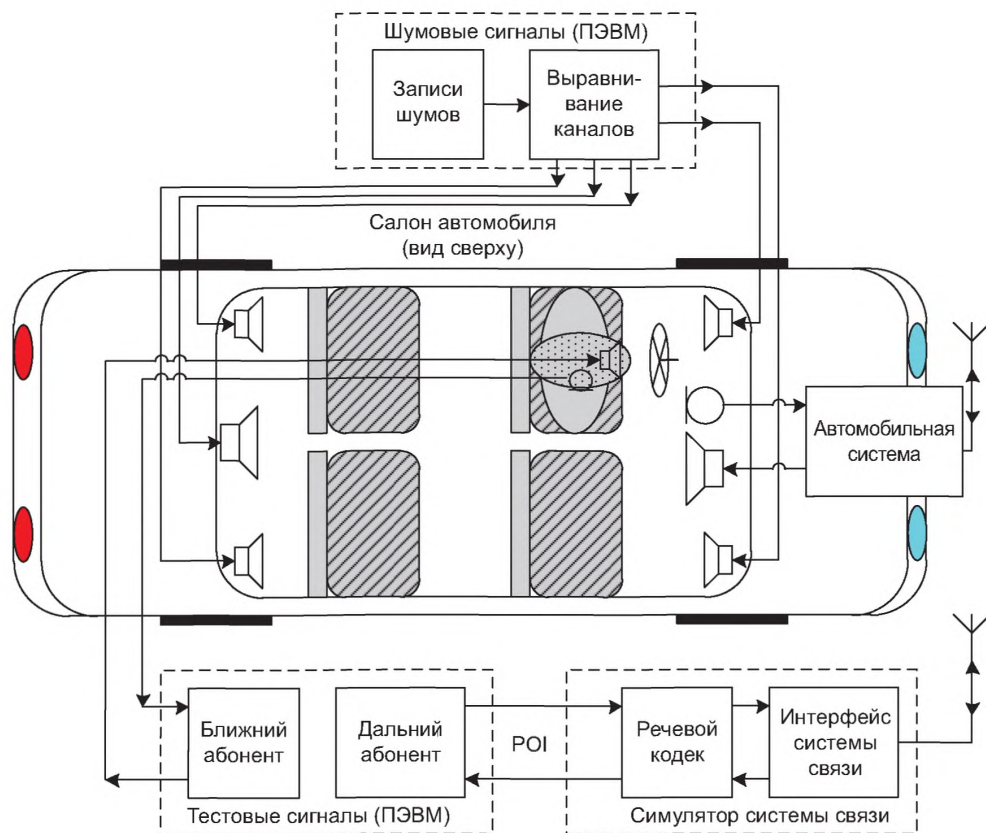 Шумовые сигналы (ПЭВМ)
Записи
шумов
Выравни-
вание
каналов
Салон автомобиля
(вид сверху)
Автомобильная
система
Ближний
абонент
Дальний
абонент
POI
Речевой
кодек
Интерфейс
системы
связи
Тестовые сигналы (ПЭВМ)
Симулятор системы связи